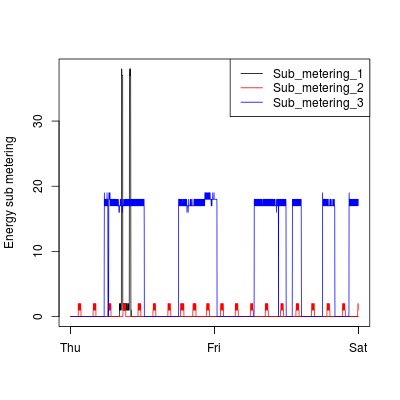 Sub_metering_1
Sub_metering_2
Sub_metering_3
Energy sub metering
30
20
10
0
Thu Fri Sat